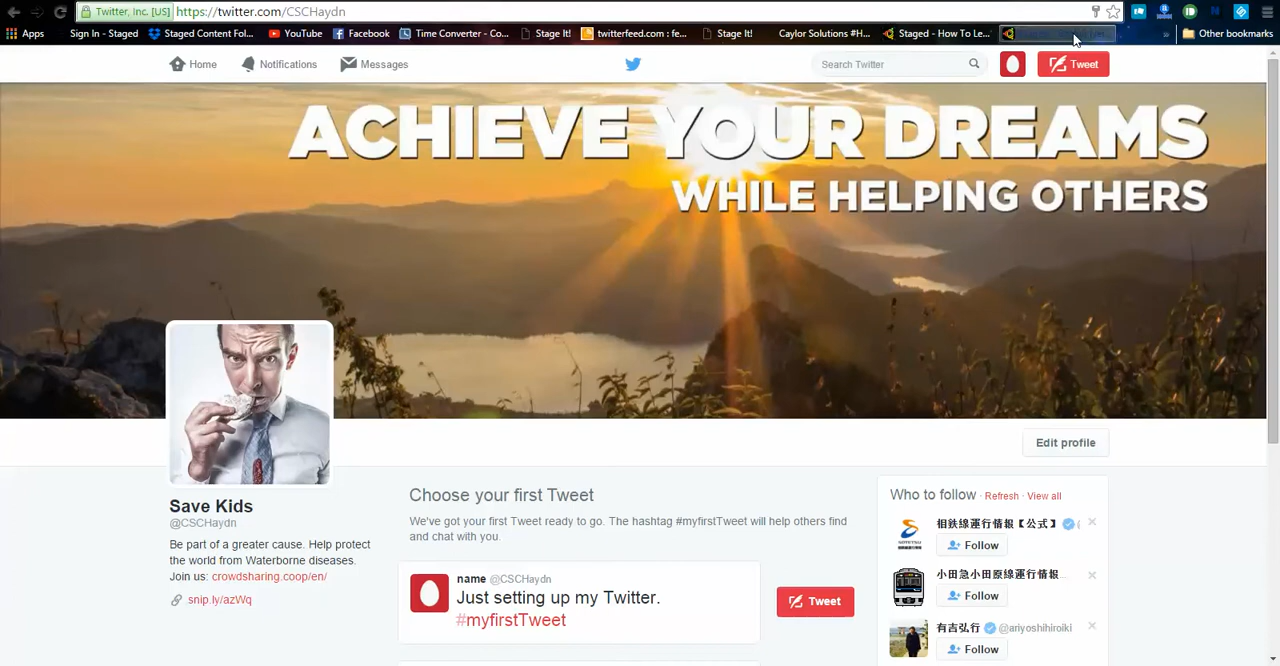 Twitter, Inc. [US] https://twitter.com/CSCHaydn
Apps Sign In - Staged Staged Content Fol... YouTube Facebook Time Converter - Co... Stage It! twitterfeed.com : fee... Stage It! Caylor Solutions #H... Staged - How To Le... Other bookmarks
Home Notifications Messages Search Twitter Tweet
ACHIEVE YOUR DREAMS
WHILE HELPING OTHERS
Edit profile
Save Kids
@CSCHaydn
Be part of a greater cause. Help protect
the world from Waterborne diseases.
Join us: crowdsharing.coop/en/
snip.ly/azWq
Choose your first Tweet
We've got your first Tweet ready to go. The hashtag #myfirstTweet will help others find
and chat with you.
name @CSCHaydn
Just setting up my Twitter.
#myfirstTweet
Tweet
Who to follow · Refresh · View all
相鉄線運行情報【公式】
Follow
小田急小田原線運行情報...
Follow
有吉弘行 @ariyoshihiroiki
Follow